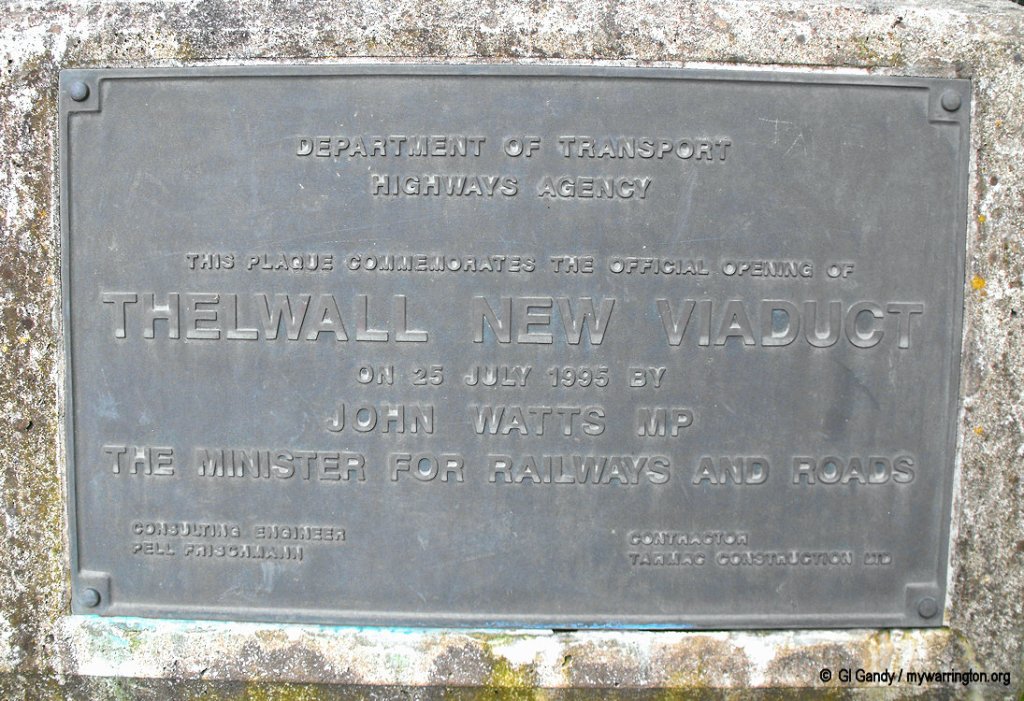 DEPARTMENT OF TRANSPORT
HIGHWAYS AGENCY
THIS PLAQUE COMMEMORATES THE OFFICIAL OPENING OF
THELWALL NEW VIADUCT
ON 25 JULY 1995 BY
JOHN WATTS MP
THE MINISTER FOR RAILWAYS AND ROADS
CONSULTING ENGINEER
PELL FRISCHMANN
CONTRACTOR
TARMAC CONSTRUCTION LTD
© GI Gandy / mywarrington.org